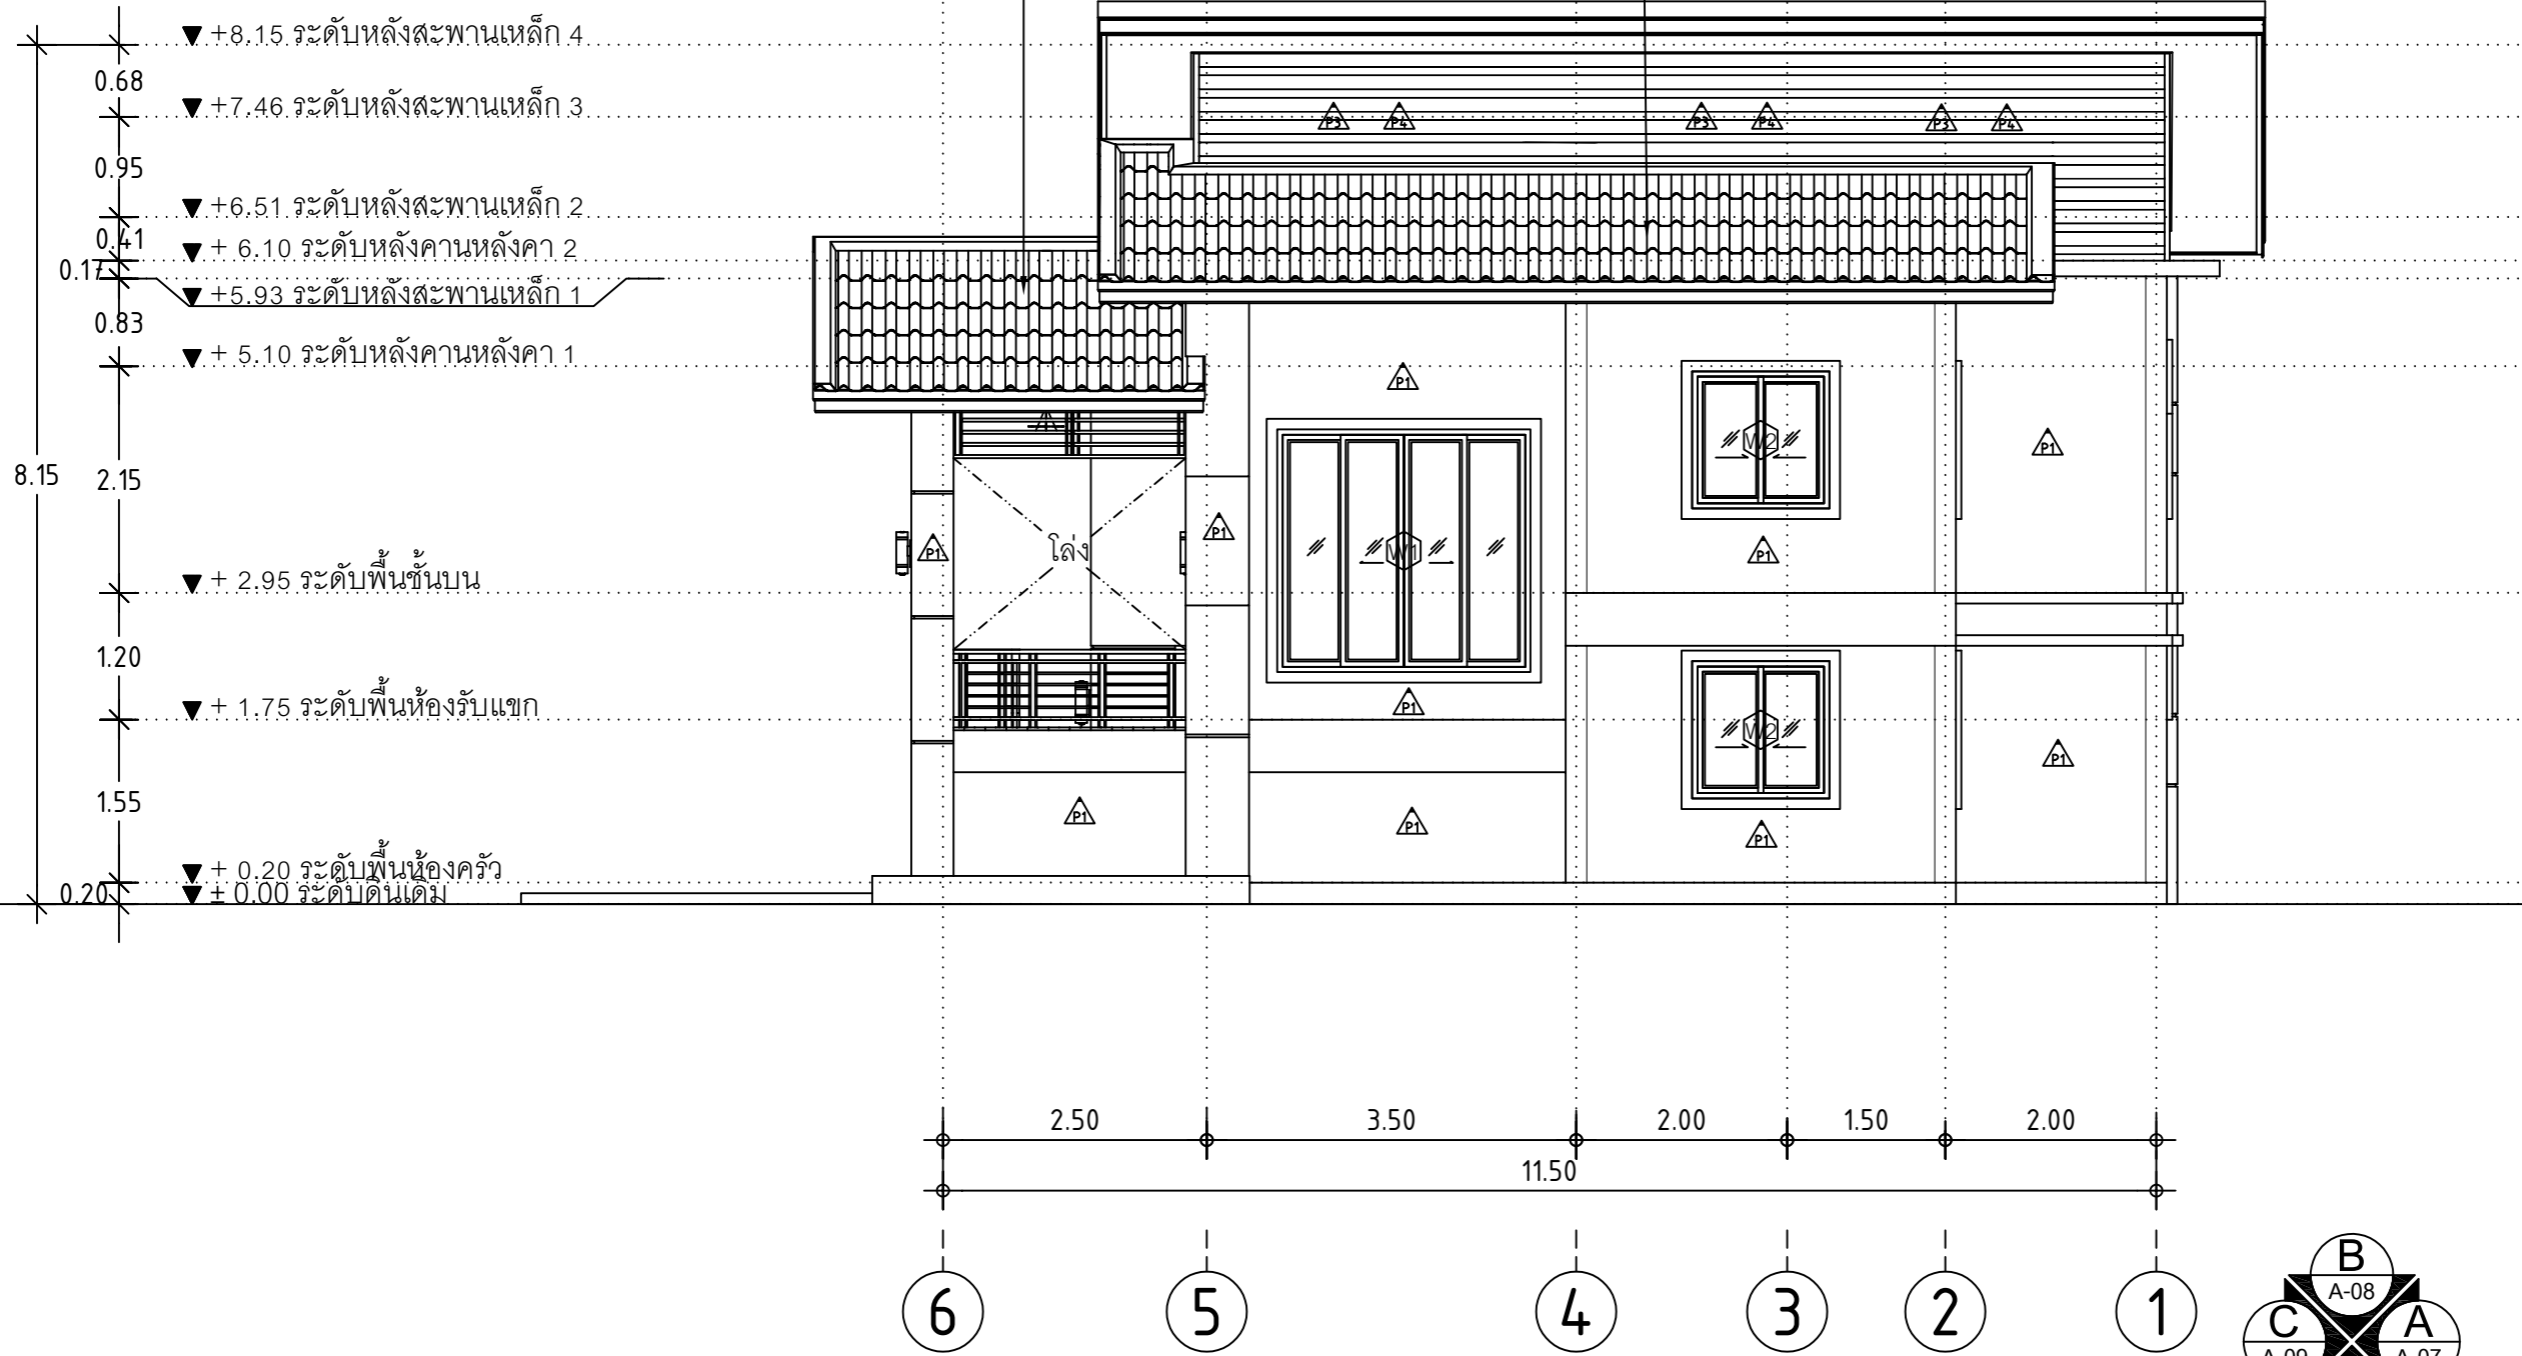 +8.15 ระดับหลังสะพานเหล็ก 4
0.68
+7.46 ระดับหลังสะพานเหล็ก 3
P3 P4 P3 P4 P3 P4
0.95
+6.51 ระดับหลังสะพานเหล็ก 2
0.41
+ 6.10 ระดับหลังคานหลังคา 2
0.17
+5.93 ระดับหลังสะพานเหล็ก 1
0.83
+ 5.10 ระดับหลังคานหลังคา 1
P1
W2
P1
8.15
2.15
P1
P1
โล่ง
W1
P1
+ 2.95 ระดับพื้นชั้นบน
1.20
+ 1.75 ระดับพื้นห้องรับแขก
P1
W2
P1
1.55
P1
P1
P1
+ 0.20 ระดับพื้นห้องครัว
0.20
± 0.00 ระดับดินเดิม
2.50 3.50 2.00 1.50 2.00
11.50
6 5 4 3 2 1
B
A-08
C A
A-09 A-07